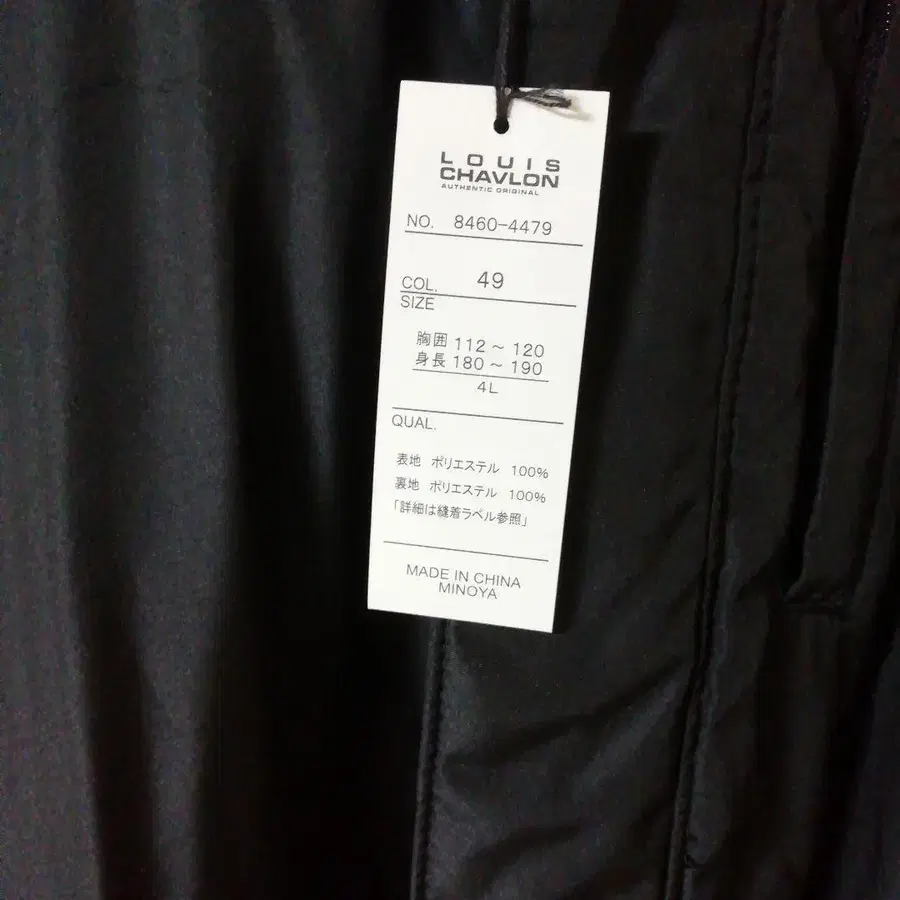 LOUIS
CHAVLON
AUTHENTIC ORIGINAL
NO. 8460-4479
COL. 49
SIZE
胸囲 112 ~ 120
身長 180 ~ 190
4L
QUAL.
表地 ポリエステル 100%
裏地 ポリエステル 100%
「詳細は縫着ラベル参照」
MADE IN CHINA
MINOYA